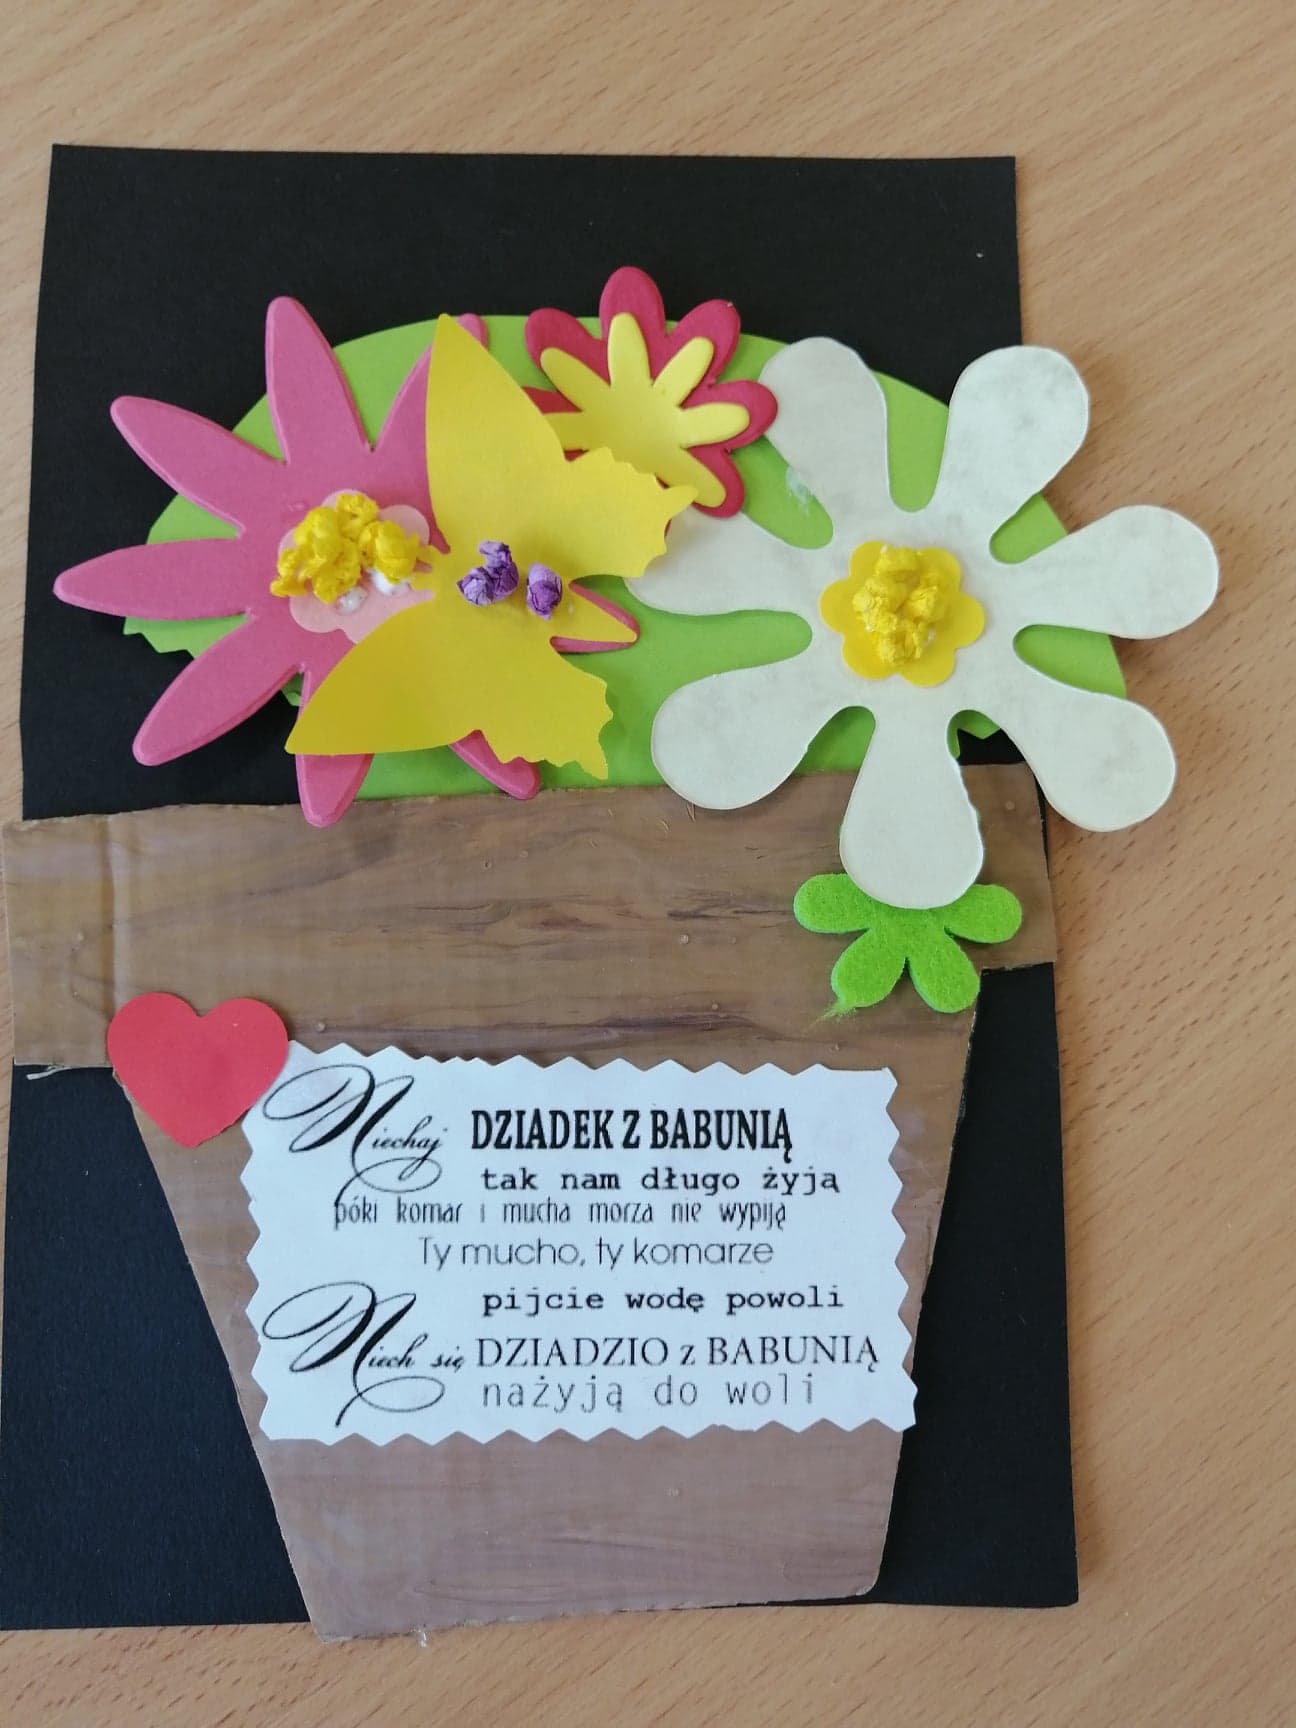 Niechaj DZIADEK Z BABUNIĄ
tak nam długo żyją
póki komar i mucha morza nie wypiją
Ty mucho, ty komarze
pijcie wodę powoli
Niech się DZIADZIO z BABUNIĄ
nażyją do woli